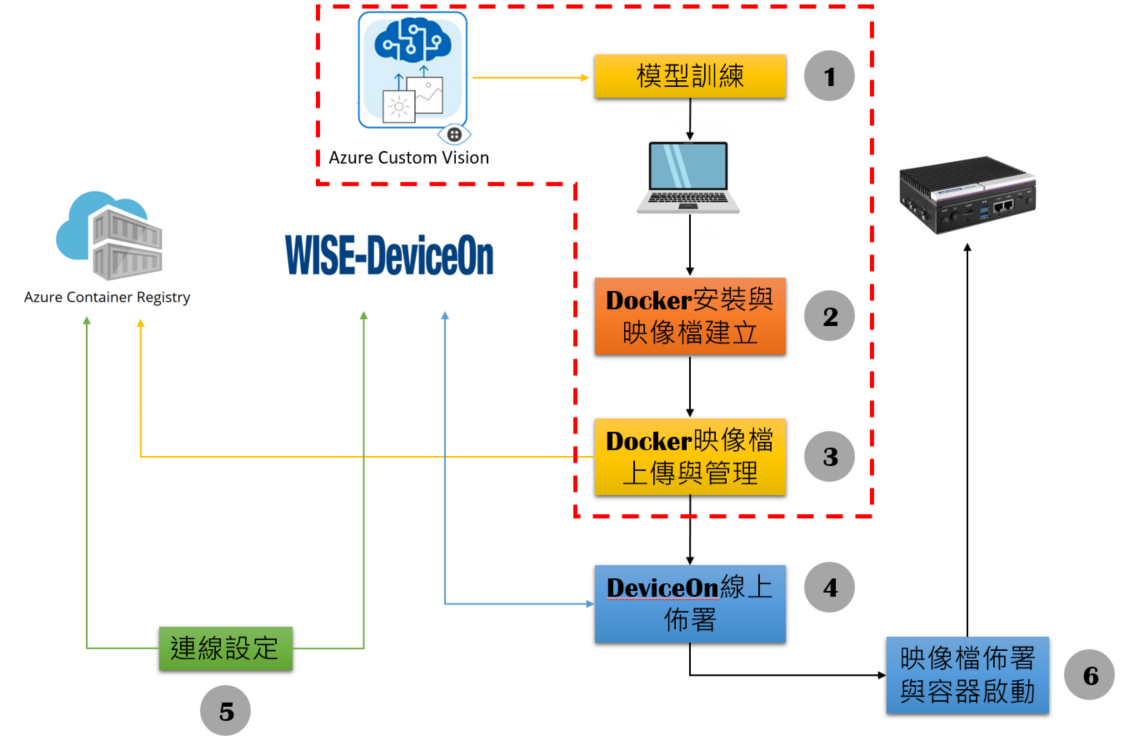 模型訓練
1
Azure Custom Vision
WISE-DeviceOn
Azure Container Registry
Docker安裝與
映像檔建立
2
Docker映像檔
上傳與管理
3
DeviceOn線上
佈署
4
連線設定
5
映像檔佈署
與容器啟動
6